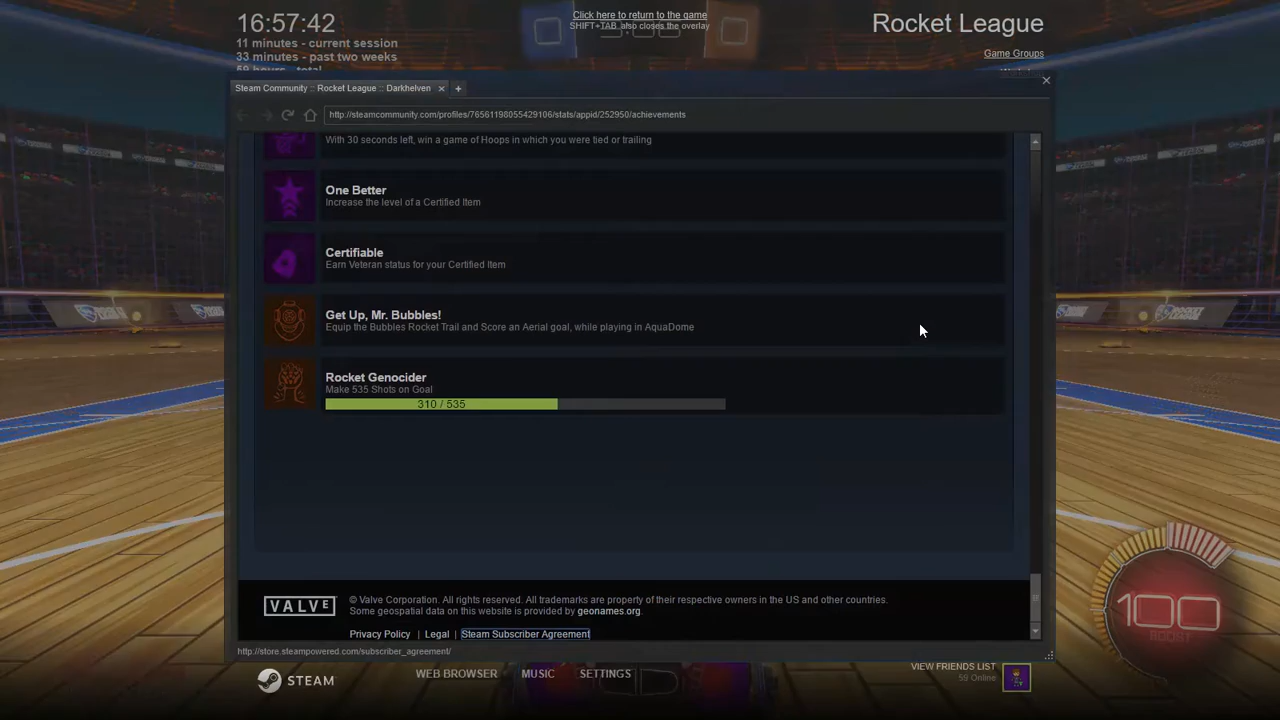 16:57:42
11 minutes - current session
33 minutes - past two weeks
59 hours - total
Click here to return to the game
SHIFT+TAB also closes the overlay
Rocket League
Game Groups
Steam Community :: Rocket League :: Darkhelven
http://steamcommunity.com/profiles/76561198055429106/stats/appid/252950/achievements
With 30 seconds left, win a game of Hoops in which you were tied or trailing
One Better
Increase the level of a Certified Item
Certifiable
Earn Veteran status for your Certified Item
Get Up, Mr. Bubbles!
Equip the Bubbles Rocket Trail and Score an Aerial goal, while playing in AquaDome
Rocket Genocider
Make 535 Shots on Goal
310 / 535
VALVE
© Valve Corporation. All rights reserved. All trademarks are property of their respective owners in the US and other countries.
Some geospatial data on this website is provided by geonames.org.
Privacy Policy | Legal | Steam Subscriber Agreement
http://store.steampowered.com/subscriber_agreement/
STEAM
WEB BROWSER
MUSIC
SETTINGS
VIEW FRIENDS LIST
59 Online
100
BOOST